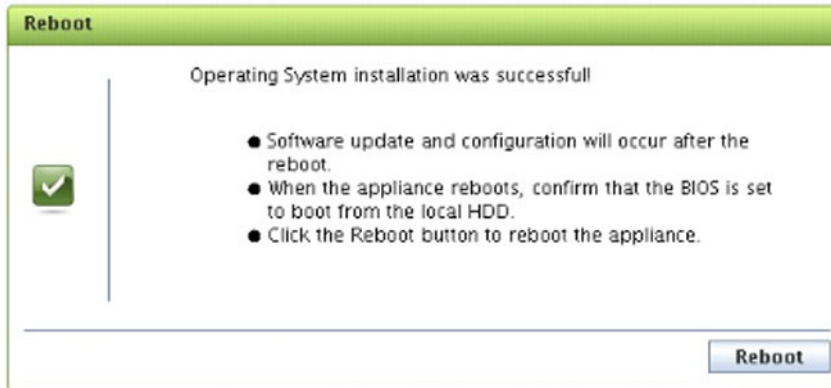 Reboot
Operating System installation was successful!
● Software update and configuration will occur after the
reboot.
● When the appliance reboots, confirm that the BIOS is set
to boot from the local HDD.
● Click the Reboot button to reboot the appliance.
Reboot